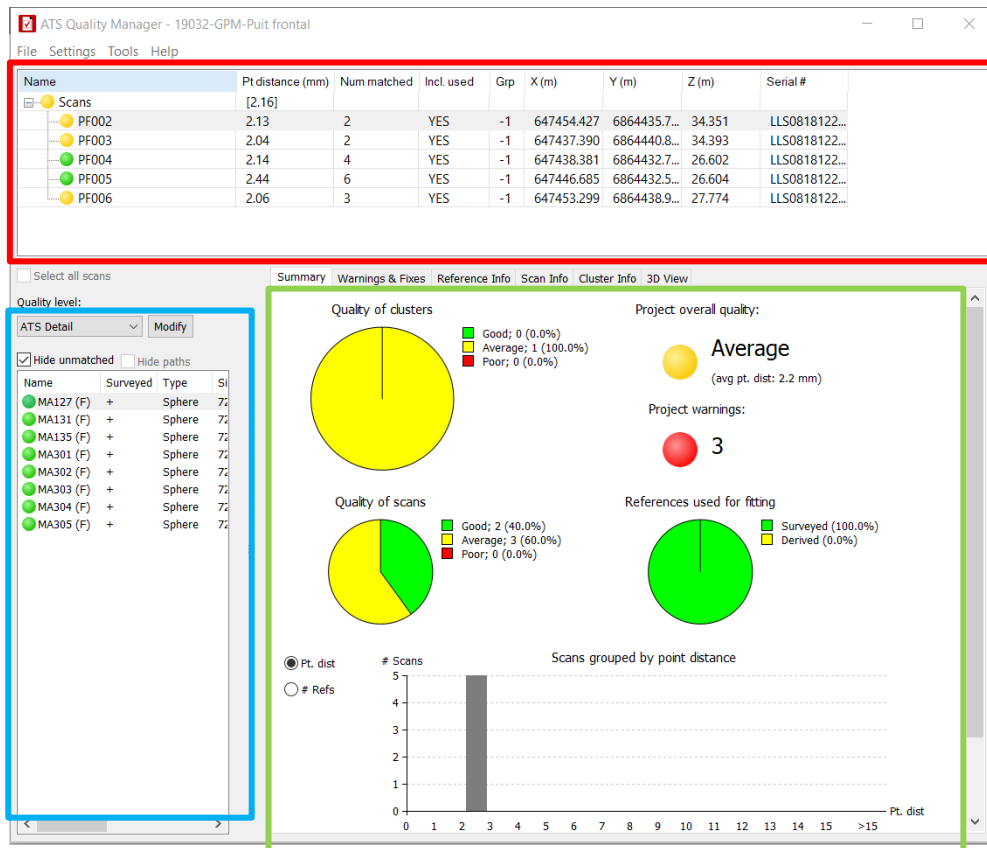 ATS Quality Manager - 19032-GPM-Puit frontal
File Settings Tools Help
Name Pt distance (mm) Num matched Incl. used Grp X (m) Y (m) Z (m) Serial #
Scans [2.16]
PF002 2.13 2 YES -1 647454.427 6864435.7... 34.351 LLS0818122...
PF003 2.04 2 YES -1 647437.390 6864440.8... 34.393 LLS0818122...
PF004 2.14 4 YES -1 647438.381 6864432.7... 26.602 LLS0818122...
PF005 2.44 6 YES -1 647446.685 6864432.5... 26.604 LLS0818122...
PF006 2.06 3 YES -1 647453.299 6864438.9... 27.774 LLS0818122...
Select all scans
Quality level:
ATS Detail Modify
Hide unmatched Hide paths
Name Surveyed Type Si
MA127 (F) + Sphere 72
MA131 (F) + Sphere 72
MA135 (F) + Sphere 72
MA301 (F) + Sphere 72
MA302 (F) + Sphere 72
MA303 (F) + Sphere 72
MA304 (F) + Sphere 72
MA305 (F) + Sphere 72
Summary Warnings & Fixes Reference Info Scan Info Cluster Info 3D View
Quality of clusters
Good; 0 (0.0%)
Average; 1 (100.0%)
Poor; 0 (0.0%)
Project overall quality:
Average
(avg pt. dist: 2.2 mm)
Project warnings:
3
Quality of scans
Good; 2 (40.0%)
Average; 3 (60.0%)
Poor; 0 (0.0%)
References used for fitting
Surveyed (100.0%)
Derived (0.0%)
Pt. dist
# Refs
# Scans
Scans grouped by point distance
5
4
3
2
1
0
Pt. dist
0 1 2 3 4 5 6 7 8 9 10 11 12 13 14 15 >15